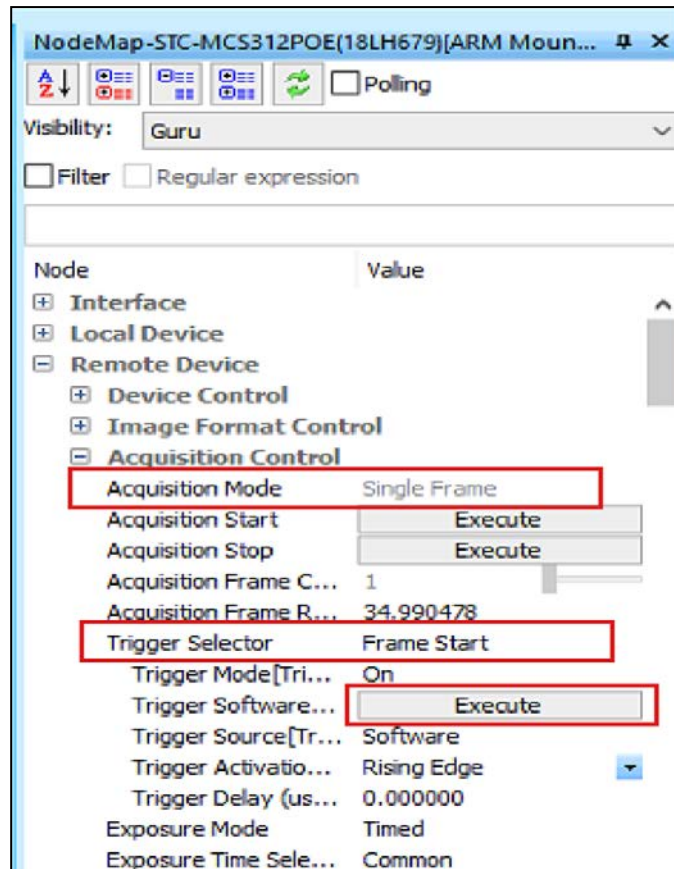 NodeMap-STC-MCS312POE(18LH679)[ARM Moun...
Polling
Visibility: Guru
Filter Regular expression
Node Value
Interface
Local Device
Remote Device
Device Control
Image Format Control
Acquisition Control
Acquisition Mode Single Frame
Acquisition Start Execute
Acquisition Stop Execute
Acquisition Frame C... 1
Acquisition Frame R... 34.990478
Trigger Selector Frame Start
Trigger Mode[Tri... On
Trigger Software... Execute
Trigger Source[Tr... Software
Trigger Activatio... Rising Edge
Trigger Delay (us... 0.000000
Exposure Mode Timed
Exposure Time Sele... Common